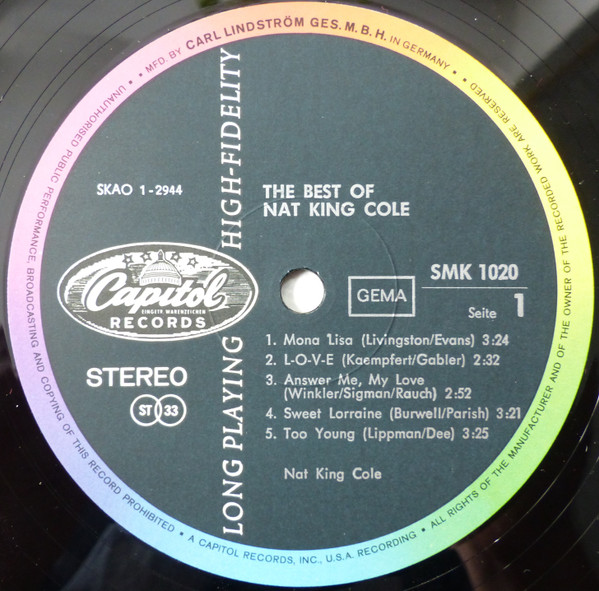 UNAUTHORISED PUBLIC PERFORMANCE, BROADCASTING AND COPYING OF THIS RECORD PROHIBITED • A CAPITOL RECORDS, INC., U.S.A. RECORDING • ALL RIGHTS OF THE MANUFACTURER AND OF THE OWNER OF THE RECORDED WORK ARE RESERVED
• MFD. BY CARL LINDSTRÖM GES. M. B. H. IN GERMANY •
LONG PLAYING HIGH-FIDELITY
SKAO 1-2944
THE BEST OF
NAT KING COLE
Capitol
EINGETR. WARENZEICHEN
RECORDS
STEREO
ST 33
GEMA
SMK 1020
Seite 1
1. Mona Lisa (Livingston/Evans) 3:24
2. L-O-V-E (Kaempfert/Gabler) 2:32
3. Answer Me, My Love
(Winkler/Sigman/Rauch) 2:52
4. Sweet Lorraine (Burwell/Parish) 3:21
5. Too Young (Lippman/Dee) 3:25
Nat King Cole